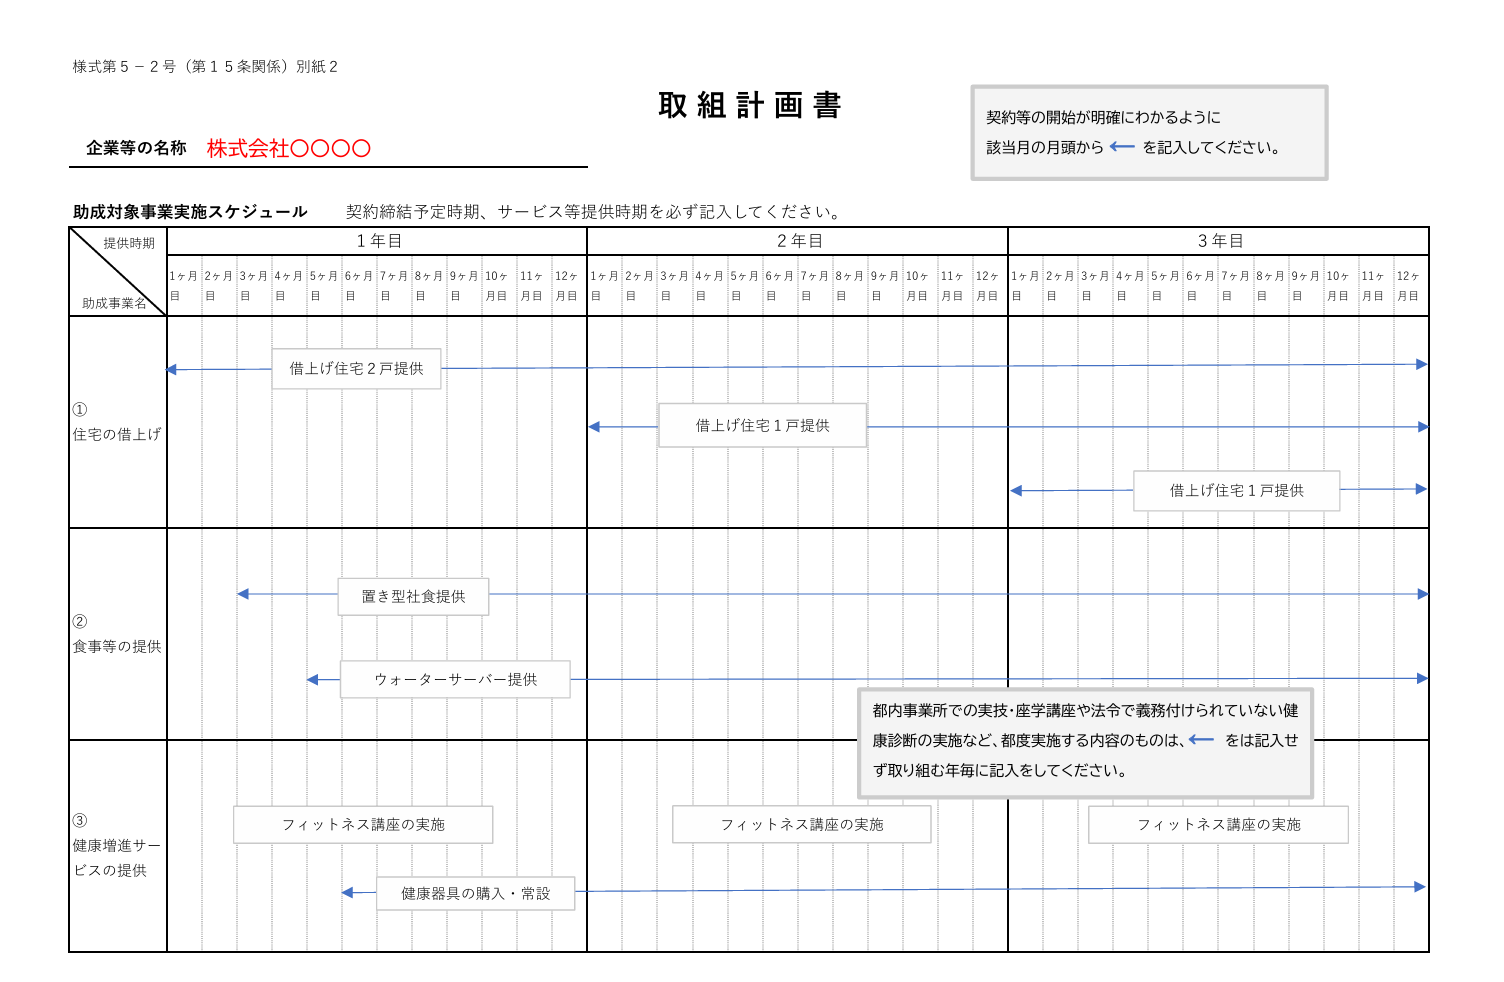 様式第５－２号（第１５条関係）別紙２
取組計画書
契約等の開始が明確にわかるように
該当月の月頭から ← を記入してください。
企業等の名称 株式会社〇〇〇〇
助成対象事業実施スケジュール 契約締結予定時期、サービス等提供時期を必ず記入してください。
提供時期
助成事業名
１年目 ２年目 ３年目
1ヶ月目 2ヶ月目 3ヶ月目 4ヶ月目 5ヶ月目 6ヶ月目 7ヶ月目 8ヶ月目 9ヶ月目 10ヶ月目 11ヶ月目 12ヶ月目 1ヶ月目 2ヶ月目 3ヶ月目 4ヶ月目 5ヶ月目 6ヶ月目 7ヶ月目 8ヶ月目 9ヶ月目 10ヶ月目 11ヶ月目 12ヶ月目 1ヶ月目 2ヶ月目 3ヶ月目 4ヶ月目 5ヶ月目 6ヶ月目 7ヶ月目 8ヶ月目 9ヶ月目 10ヶ月目 11ヶ月目 12ヶ月目
①
住宅の借上げ
借上げ住宅２戸提供
借上げ住宅１戸提供
借上げ住宅１戸提供
②
食事等の提供
置き型社食提供
ウォーターサーバー提供
都内事業所での実技・座学講座や法令で義務付けられていない健
康診断の実施など、都度実施する内容のものは、← をは記入せ
ず取り組む年毎に記入をしてください。
③
健康増進サー
ビスの提供
フィットネス講座の実施 フィットネス講座の実施 フィットネス講座の実施
健康器具の購入・常設